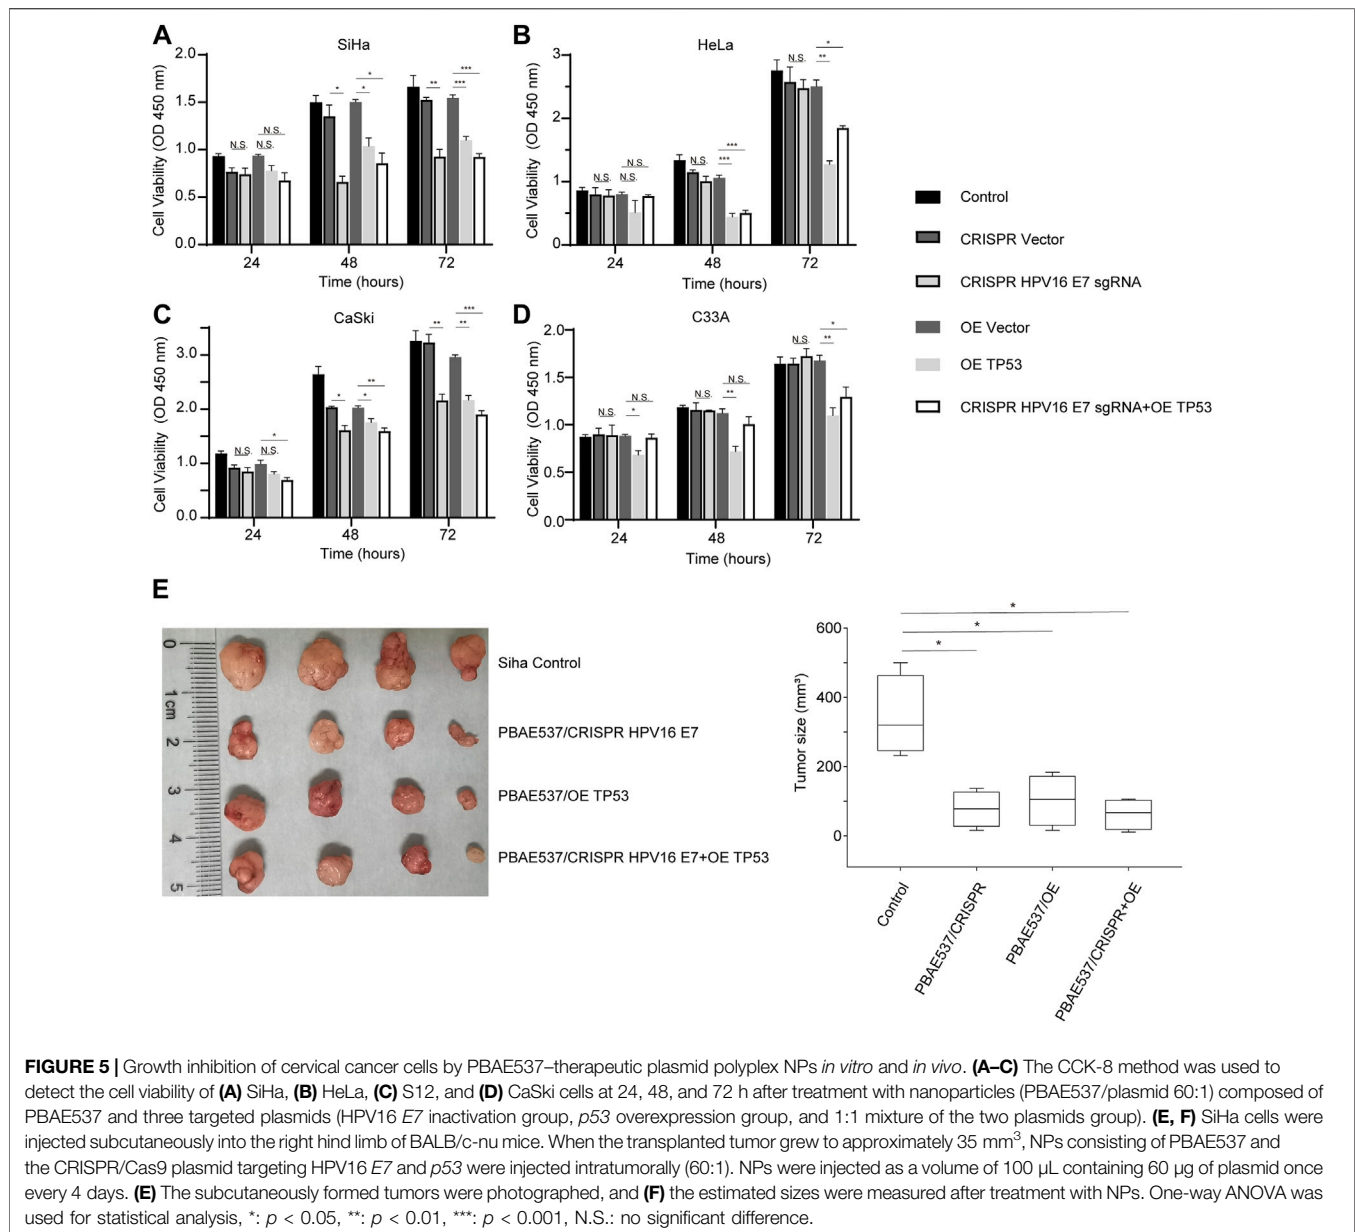 A
SiHa
Cell Viability (OD 450 nm)
2.0
1.5
1.0
0.5
0.0
N.S.
N.S.
N.S.
*
*
*
**
***
***
24
48
72
Time (hours)
B
HeLa
Cell Viability (OD 450 nm)
3
2
1
0
N.S.
N.S.
N.S.
N.S.
***
***
N.S.
**
*
24
48
72
Time (hours)
Control
CRISPR Vector
CRISPR HPV16 E7 sgRNA
OE Vector
OE TP53
CRISPR HPV16 E7 sgRNA+OE TP53
C
CaSki
Cell Viability (OD 450 nm)
3.0
2.0
1.0
0.0
N.S.
N.S.
*
*
*
**
**
**
***
24
48
72
Time (hours)
D
C33A
Cell Viability (OD 450 nm)
2.0
1.5
1.0
0.5
0.0
N.S.
*
N.S.
N.S.
**
N.S.
N.S.
**
*
24
48
72
Time (hours)
E
0
1
cm
2
3
4
5
Siha Control
PBAE537/CRISPR HPV16 E7
PBAE537/OE TP53
PBAE537/CRISPR HPV16 E7+OE TP53
Tumor size (mm³)
600
400
200
0
*
*
*
Control
PBAE537/CRISPR
PBAE537/OE
PBAE537/CRISPR+OE
FIGURE 5 | Growth inhibition of cervical cancer cells by PBAE537–therapeutic plasmid polyplex NPs in vitro and in vivo. (A–C) The CCK-8 method was used to
detect the cell viability of (A) SiHa, (B) HeLa, (C) S12, and (D) CaSki cells at 24, 48, and 72 h after treatment with nanoparticles (PBAE537/plasmid 60:1) composed of
PBAE537 and three targeted plasmids (HPV16 E7 inactivation group, p53 overexpression group, and 1:1 mixture of the two plasmids group). (E, F) SiHa cells were
injected subcutaneously into the right hind limb of BALB/c-nu mice. When the transplanted tumor grew to approximately 35 mm³, NPs consisting of PBAE537 and
the CRISPR/Cas9 plasmid targeting HPV16 E7 and p53 were injected intratumorally (60:1). NPs were injected as a volume of 100 µL containing 60 µg of plasmid once
every 4 days. (E) The subcutaneously formed tumors were photographed, and (F) the estimated sizes were measured after treatment with NPs. One-way ANOVA was
used for statistical analysis, *: p < 0.05, **: p < 0.01, ***: p < 0.001, N.S.: no significant difference.